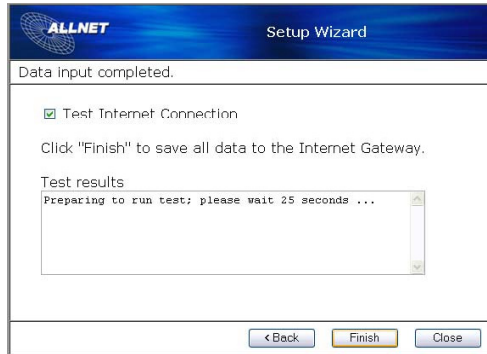 ALLNET
Setup Wizard
Data input completed.
Test Internet Connection
Click "Finish" to save all data to the Internet Gateway.
Test results
Preparing to run test; please wait 25 seconds ...
< Back
Finish
Close